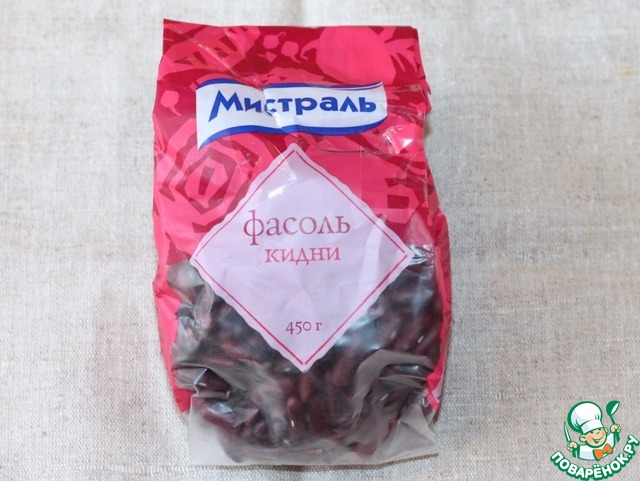 Мистраль
фасоль
кидни
450 г
ПОВАРЁНОК.РУ